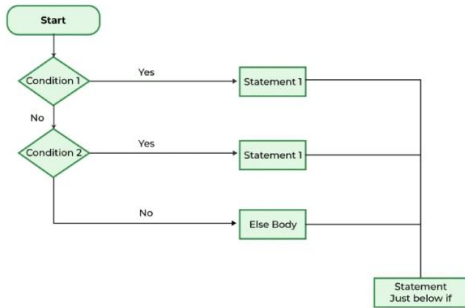 Start
Condition 1
Yes
Statement 1
No
Condition 2
Yes
Statement 1
No
Else Body
Statement
Just below if